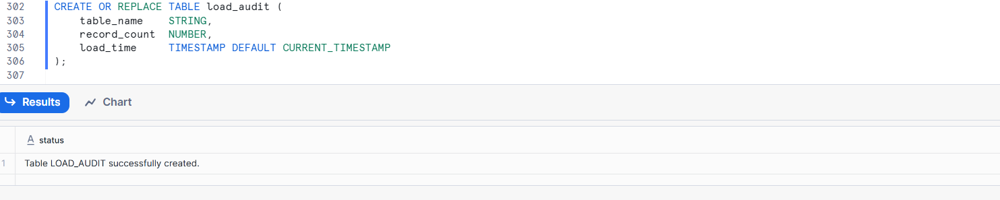 302 CREATE OR REPLACE TABLE load_audit (
303 table_name STRING,
304 record_count NUMBER,
305 load_time TIMESTAMP DEFAULT CURRENT_TIMESTAMP
306 );
307
Results Chart
A status
1 Table LOAD_AUDIT successfully created.